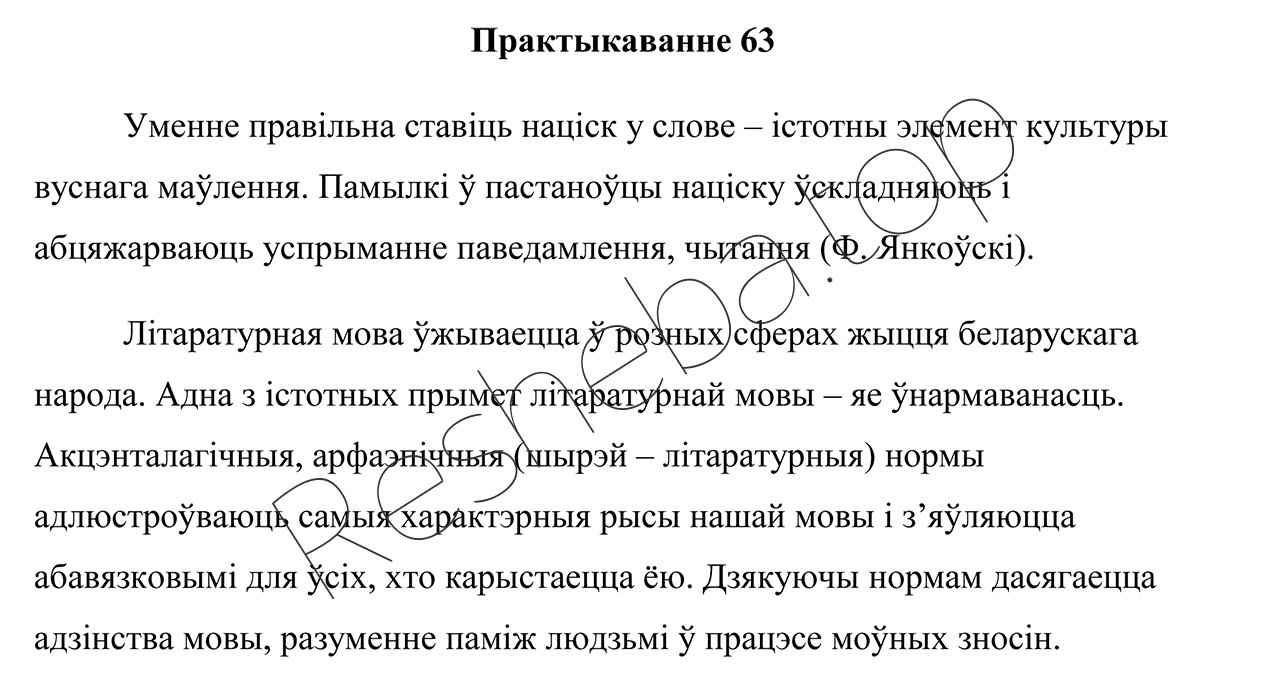 Практыкаванне 63
Уменне правільна ставіць націск у слове – істотны элемент культуры
вуснага маўлення. Памылкі ў пастаноўцы націску ўскладняюць і
абцяжарваюць успрыманне паведамлення, чытання (Ф. Янкоўскі).
Літаратурная мова ўжываецца ў розных сферах жыцця беларускага
народа. Адна з істотных прымет літаратурнай мовы – яе ўнармаванасць.
Акцэнталагічныя, арфаэпічныя (шырэй – літаратурныя) нормы
адлюстроўваюць самыя характэрныя рысы нашай мовы і з’яўляюцца
абавязковымі для ўсіх, хто карыстаецца ёю. Дзякуючы нормам дасягаецца
адзінства мовы, разуменне паміж людзьмі ў працэсе моўных зносін.
Resheba.top